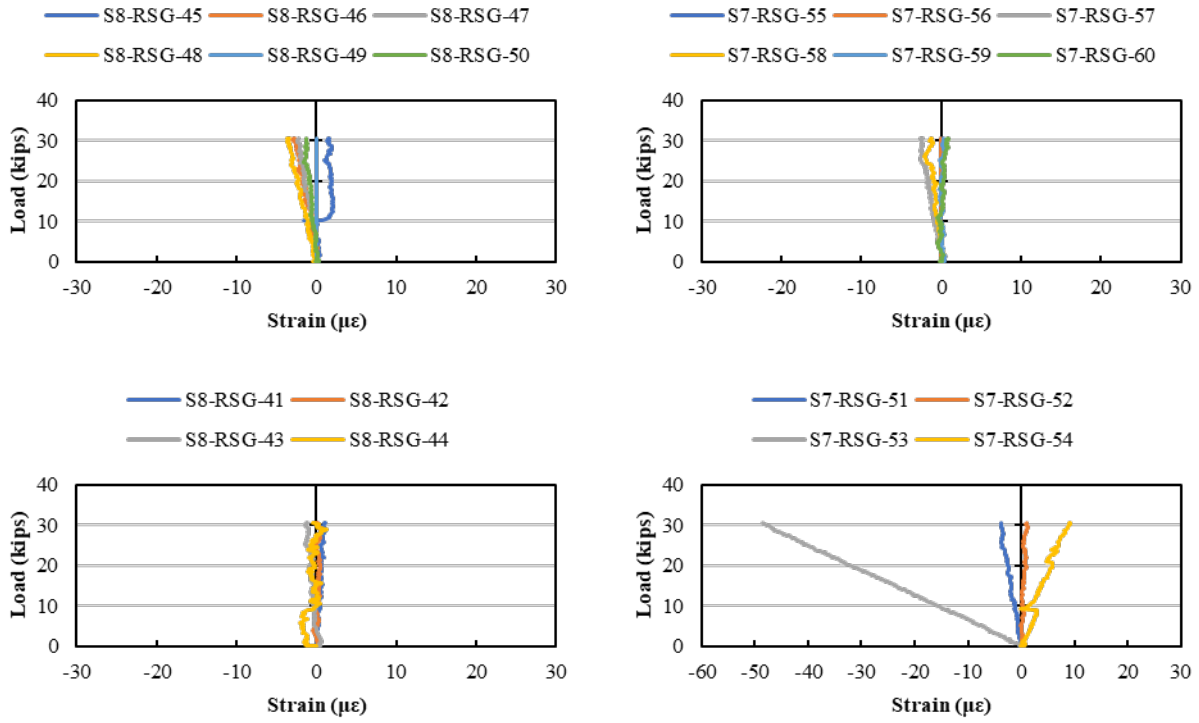 S8-RSG-45 S8-RSG-46 S8-RSG-47
S8-RSG-48 S8-RSG-49 S8-RSG-50
40
30
20
10
0
Load (kips)
-30 -20 -10 0 10 20 30
Strain (με)
S7-RSG-55 S7-RSG-56 S7-RSG-57
S7-RSG-58 S7-RSG-59 S7-RSG-60
40
30
20
10
0
Load (kips)
-30 -20 -10 0 10 20 30
Strain (με)
S8-RSG-41 S8-RSG-42
S8-RSG-43 S8-RSG-44
40
30
20
10
0
Load (kips)
-30 -20 -10 0 10 20 30
Strain (με)
S7-RSG-51 S7-RSG-52
S7-RSG-53 S7-RSG-54
40
30
20
10
0
Load (kips)
-60 -50 -40 -30 -20 -10 0 10 20 30
Strain (με)